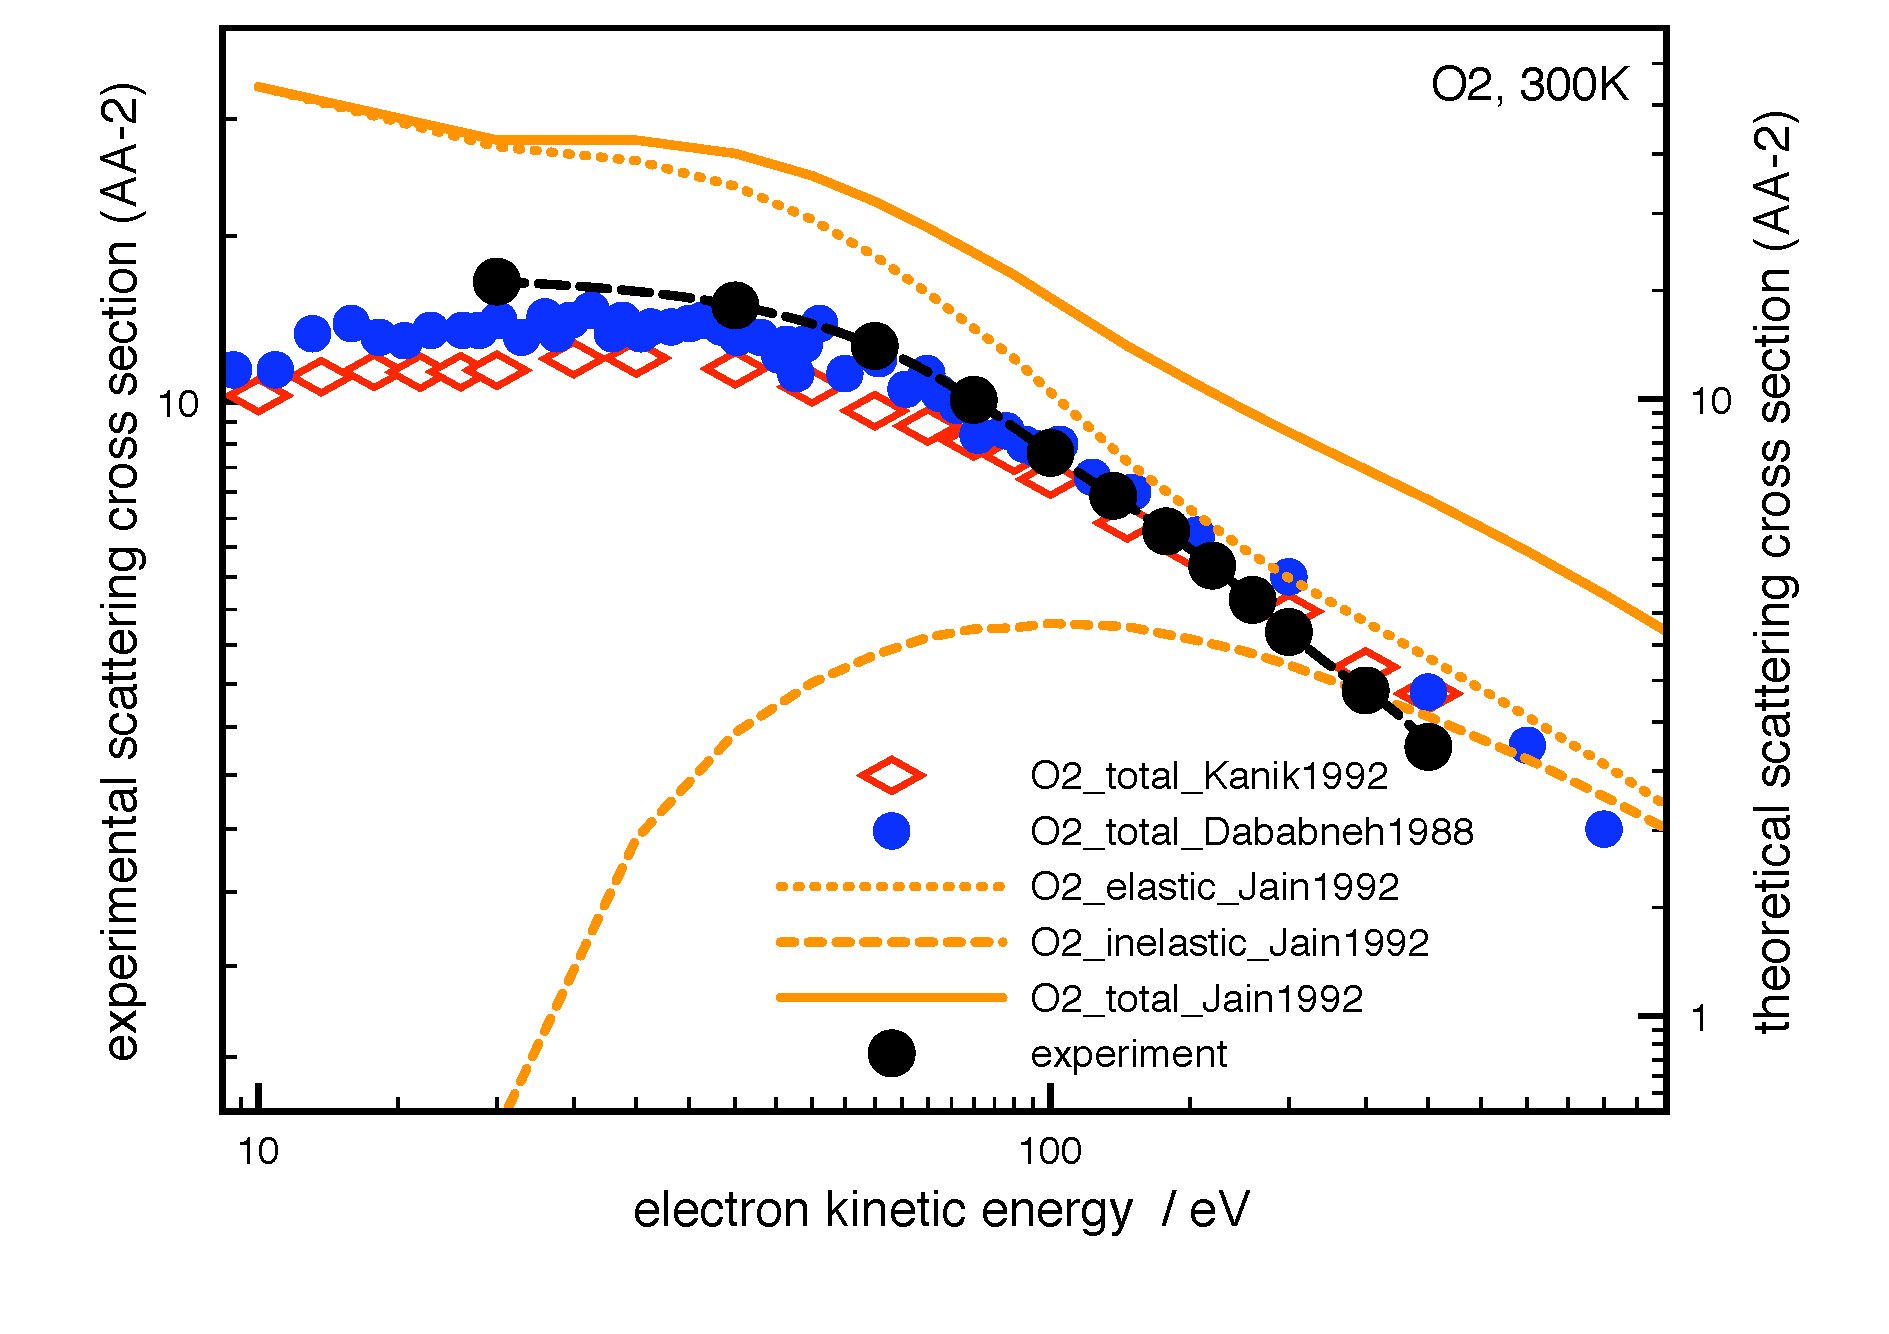 O2, 300K
experimental scattering cross section (AA-2)
theoretical scattering cross section (AA-2)
10
10
1
O2_total_Kanik1992
O2_total_Dababneh1988
O2_elastic_Jain1992
O2_inelastic_Jain1992
O2_total_Jain1992
experiment
10
100
electron kinetic energy / eV